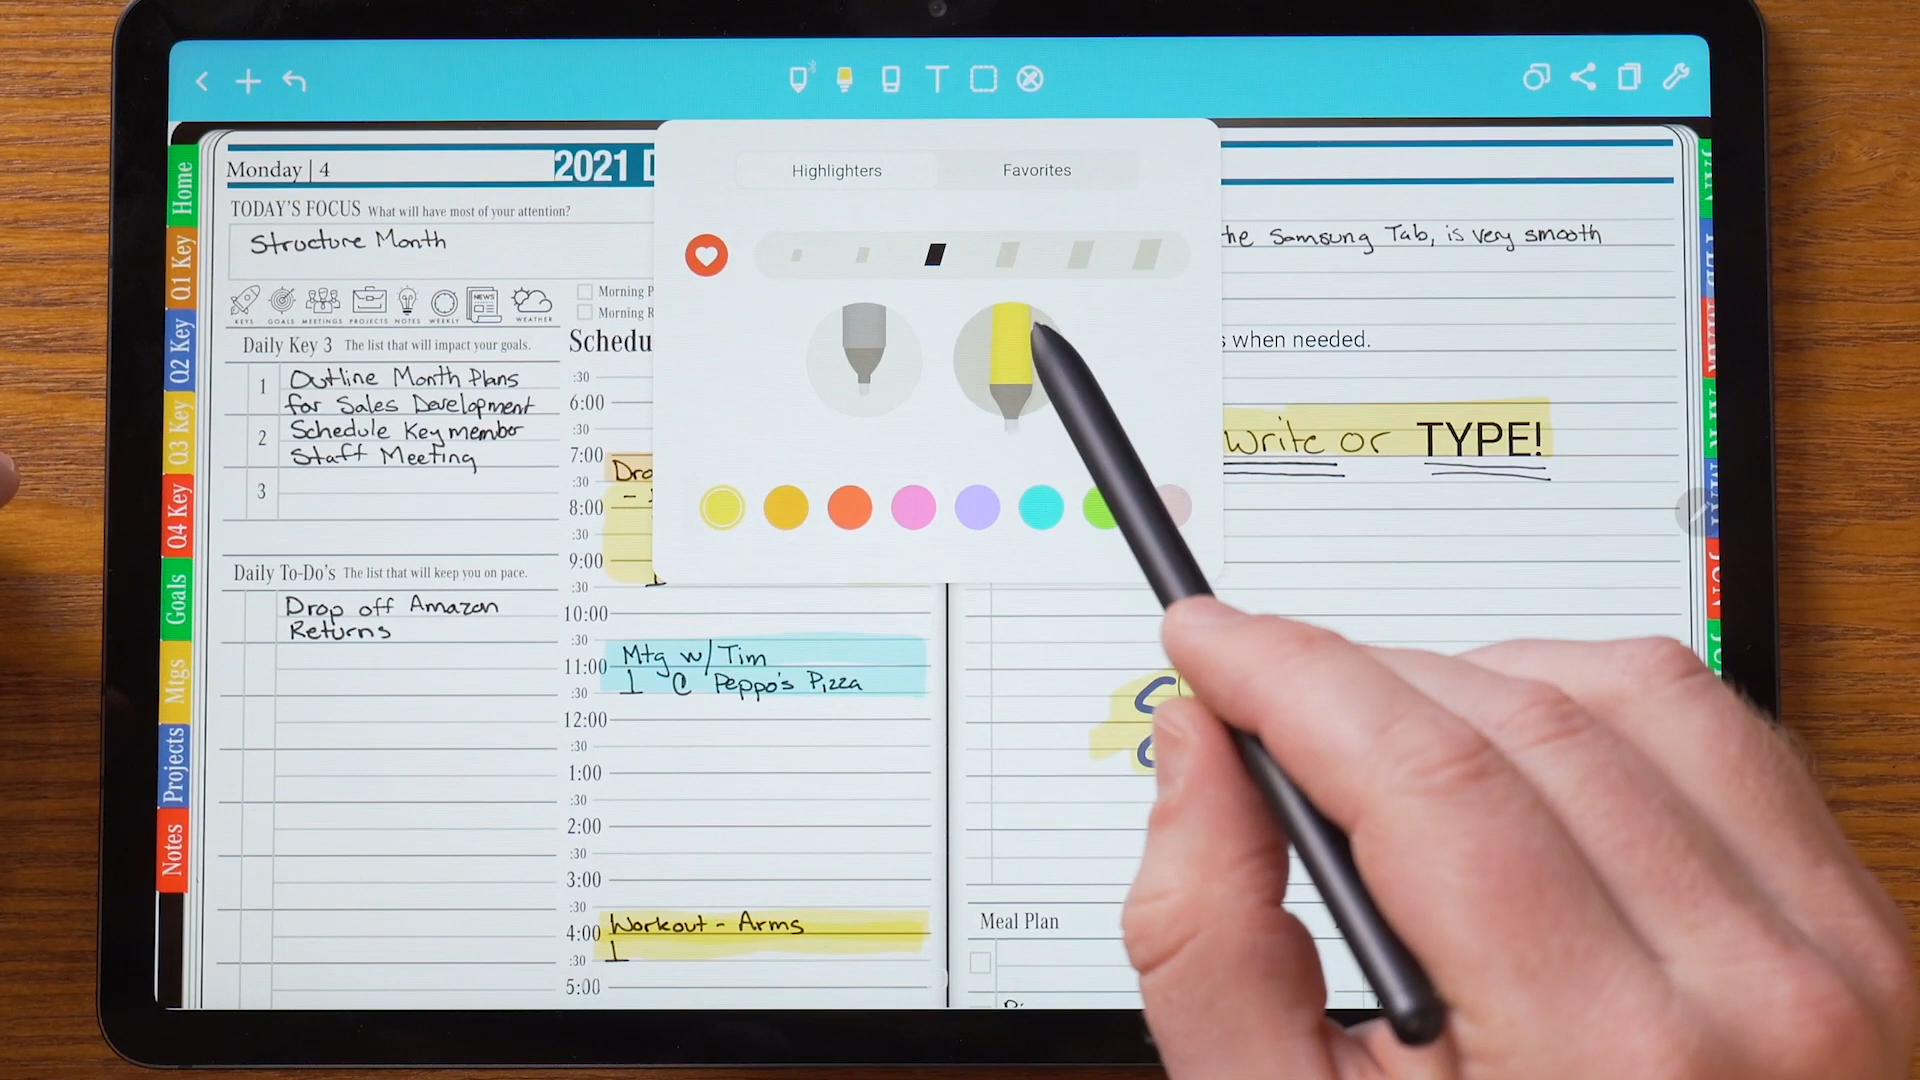 Highlighters Favorites
Monday | 4
2021
TODAY'S FOCUS What will have most of your attention?
Structure Month
KEYS GOALS MEETINGS PROJECTS NOTES WEEKLY NEWS WEATHER
Morning
Morning
Daily Key 3 The list that will impact your goals.
1 Outline Month Plans
for Sales Development
2 Schedule Key member
Staff Meeting
3
Daily To-Do's The list that will keep you on pace.
Drop off Amazon
Returns
:30
6:00
:30
7:00
:30
8:00 -
:30
9:00
:30
10:00
:30
Mtg w/ Tim
11:00
:30 @ Peppo's Pizza
12:00
:30
1:00
:30
2:00
:30
3:00
:30
Workout - Arms
4:00
:30
5:00
the Samsung Tab, is very smooth
when needed.
Write or TYPE!
Meal Plan
Home
Q1 Key
Q2 Key
Q3 Key
Q4 Key
Goals
Mtgs
Projects
Notes
JAN
MAR
MAY
JUN